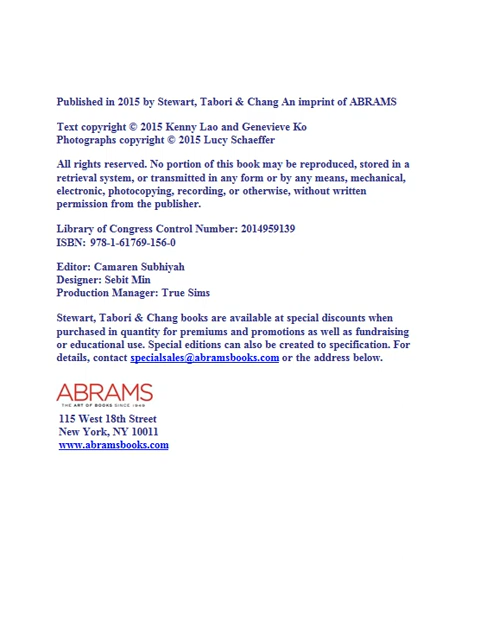 Published in 2015 by Stewart, Tabori & Chang An imprint of ABRAMS
Text copyright © 2015 Kenny Lao and Genevieve Ko
Photographs copyright © 2015 Lucy Schaeffer
All rights reserved. No portion of this book may be reproduced, stored in a
retrieval system, or transmitted in any form or by any means, mechanical,
electronic, photocopying, recording, or otherwise, without written
permission from the publisher.
Library of Congress Control Number: 2014959139
ISBN: 978-1-61769-156-0
Editor: Camaren Subhiyah
Designer: Sebit Min
Production Manager: True Sims
Stewart, Tabori & Chang books are available at special discounts when
purchased in quantity for premiums and promotions as well as fundraising
or educational use. Special editions can also be created to specification. For
details, contact specialsales@abramsbooks.com or the address below.
ABRAMS
THE ART OF BOOKS SINCE 1949
115 West 18th Street
New York, NY 10011
www.abramsbooks.com